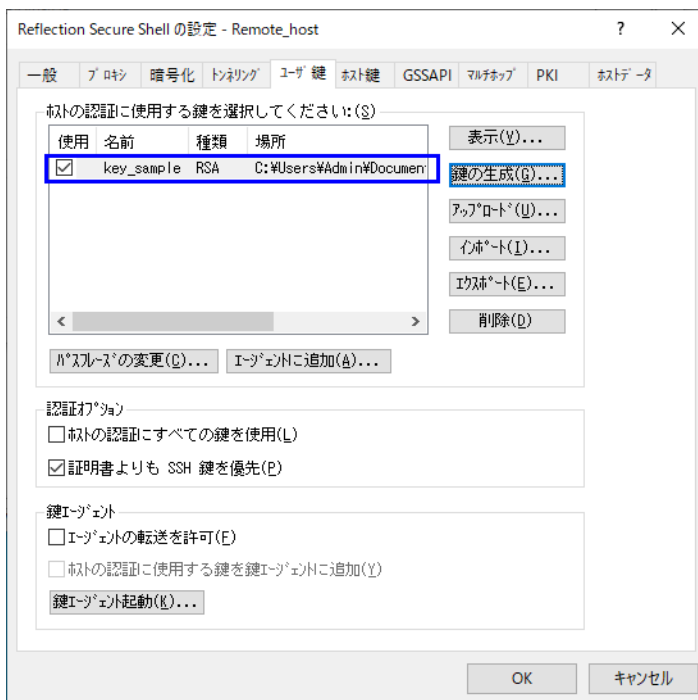 Reflection Secure Shell の設定 - Remote_host ? ×
一般 プロキシ 暗号化 トンネリング ユーザ鍵 ホスト鍵 GSSAPI マルチホップ PKI ホストデータ
ホストの認証に使用する鍵を選択してください:(S)
使用 名前 種類 場所
key_sample RSA C:¥Users¥Admin¥Documen
表示(V)...
鍵の生成(G)...
アップロード(U)...
インポート(I)...
エクスポート(E)...
削除(D)
パスフレーズの変更(C)... エージェントに追加(A)...
認証オプション
ホストの認証にすべての鍵を使用(L)
証明書よりも SSH 鍵を優先(P)
鍵エージェント
エージェントの転送を許可(F)
ホストの認証に使用する鍵を鍵エージェントに追加(Y)
鍵エージェント起動(K)...
OK キャンセル